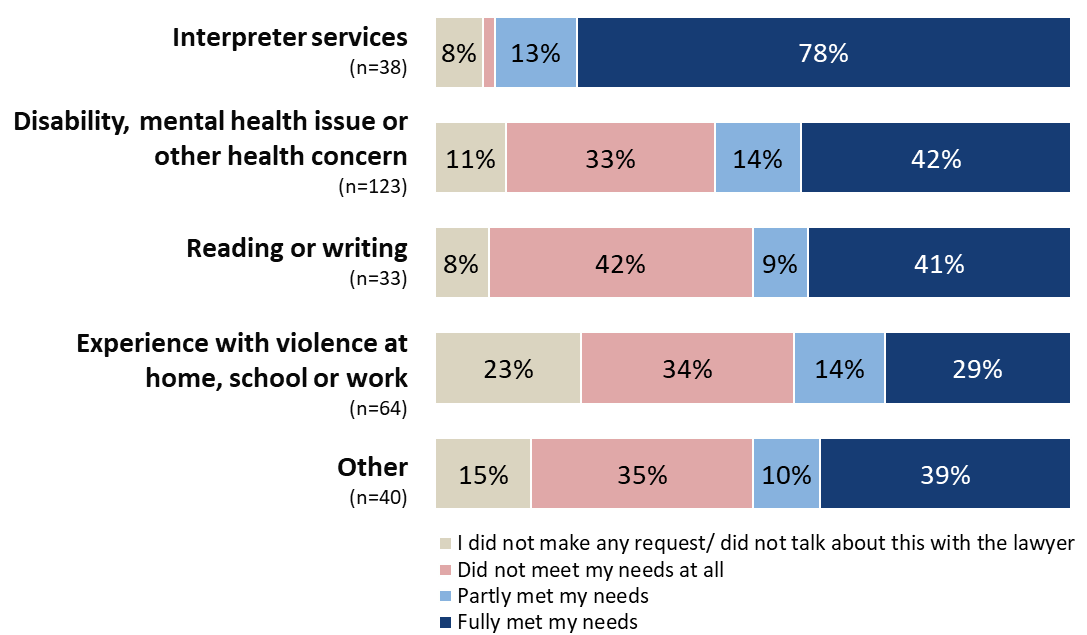 Interpreter services
(n=38)
8% 13% 78%
Disability, mental health issue or
other health concern
(n=123)
11% 33% 14% 42%
Reading or writing
(n=33)
8% 42% 9% 41%
Experience with violence at
home, school or work
(n=64)
23% 34% 14% 29%
Other
(n=40)
15% 35% 10% 39%
I did not make any request/ did not talk about this with the lawyer
Did not meet my needs at all
Partly met my needs
Fully met my needs